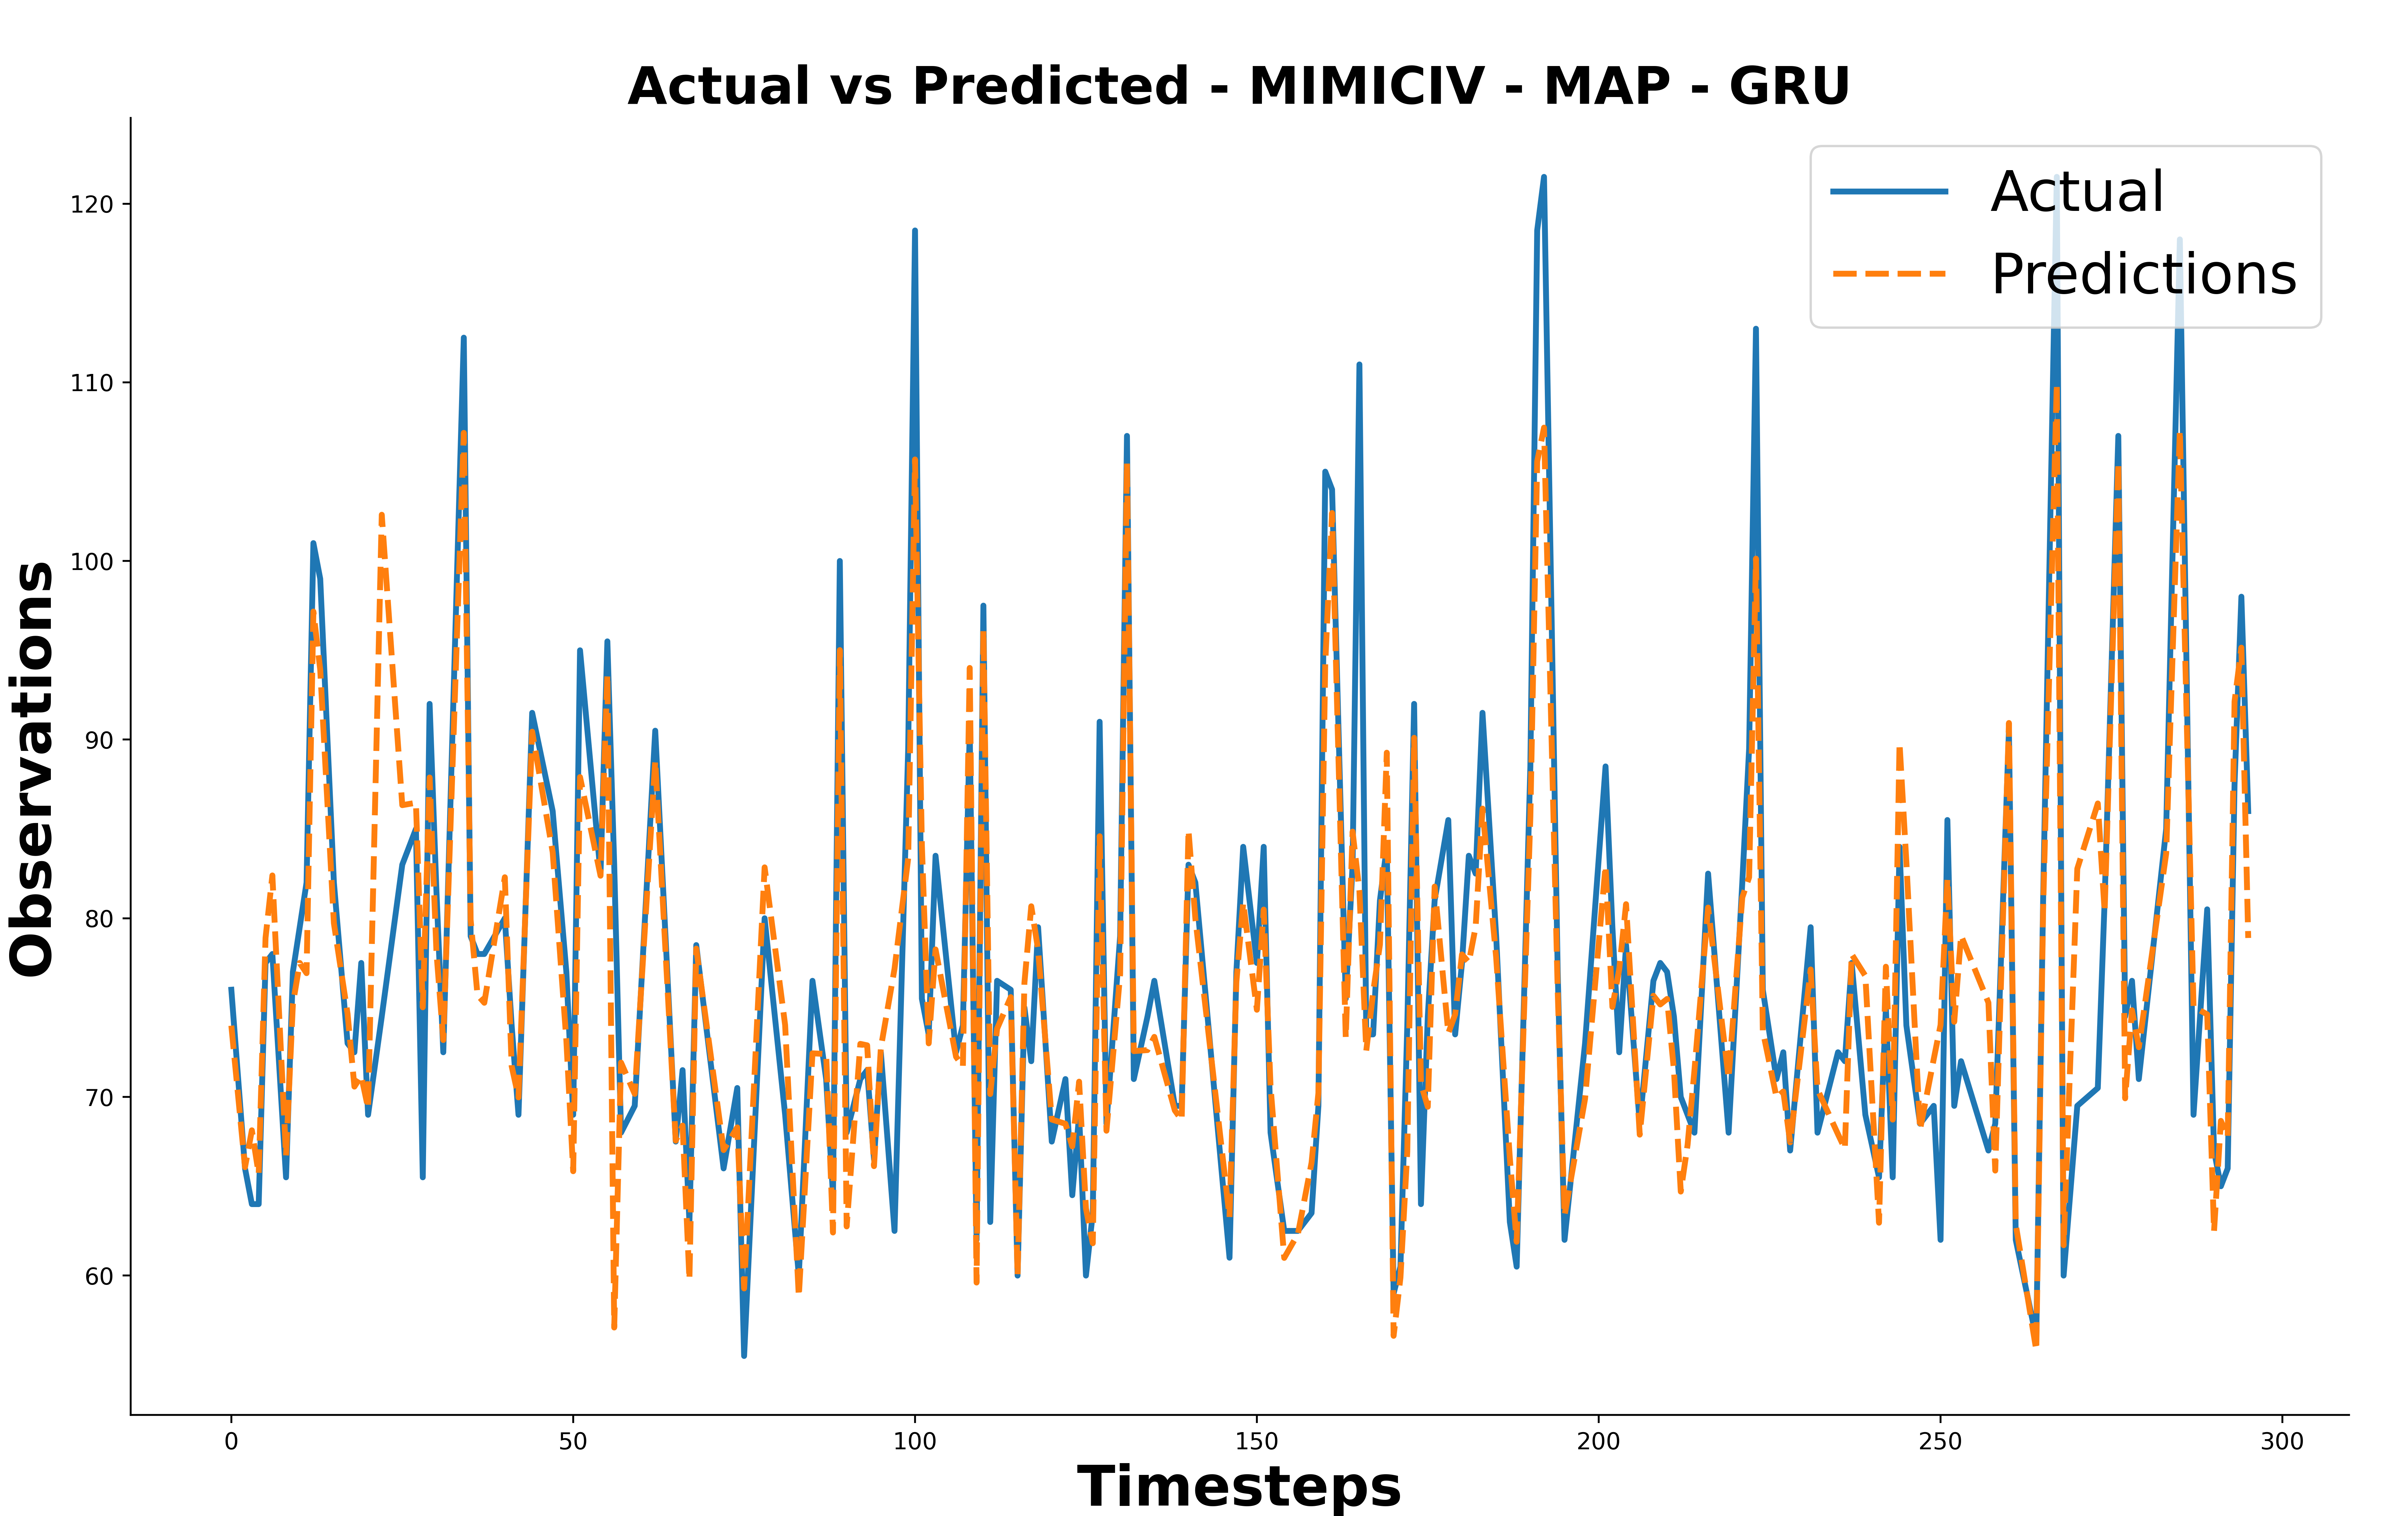 Actual vs Predicted - MIMICIV - MAP - GRU
Actual
Predictions
Observations
120
110
100
90
80
70
60
0 50 100 150 200 250 300
Timesteps